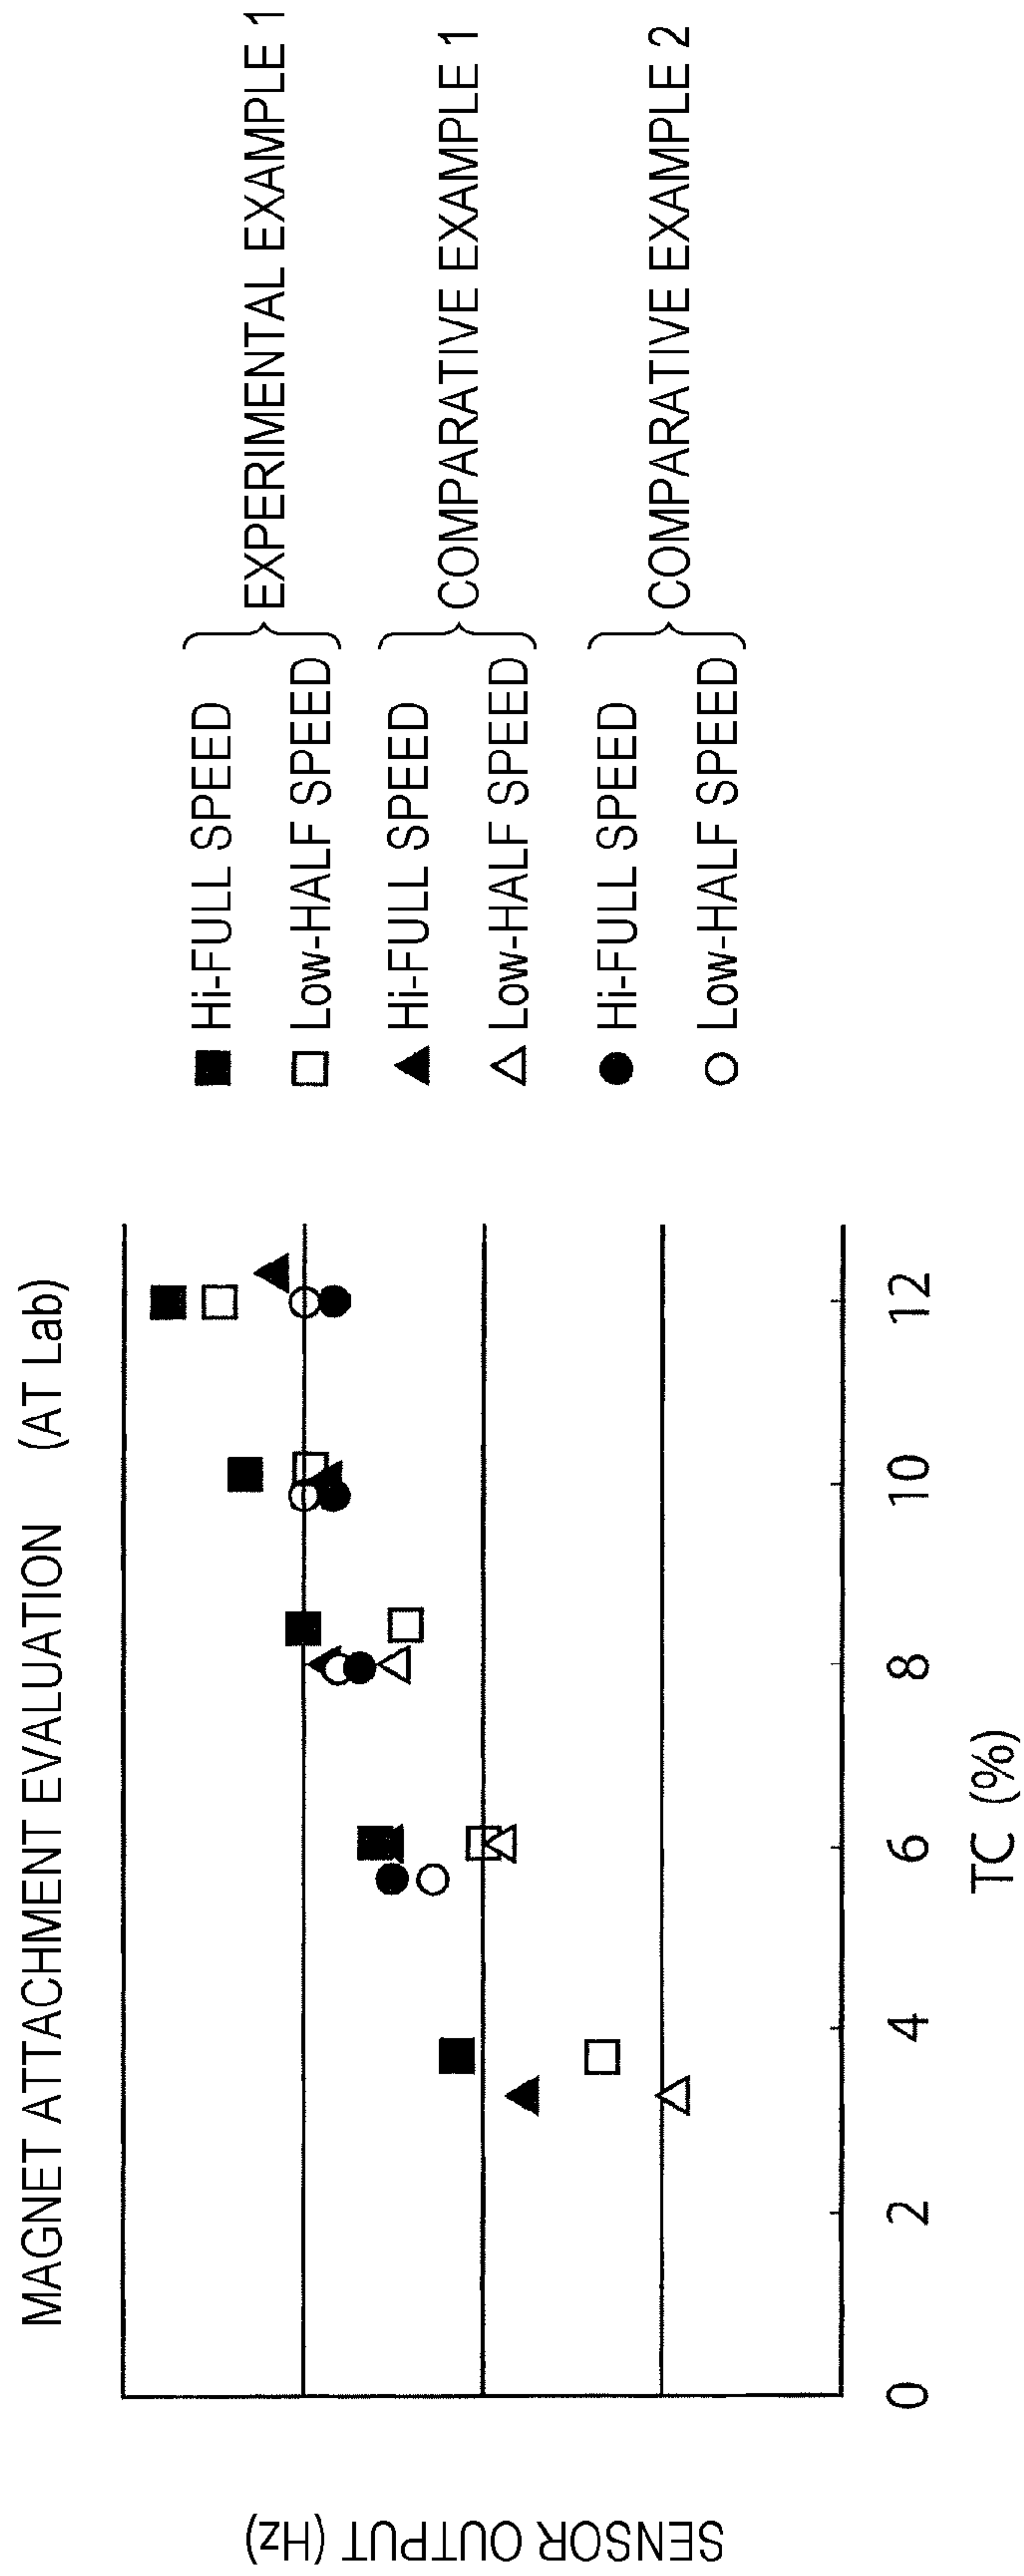 MAGNET ATTACHMENT EVALUATION (AT Lab)
SENSOR OUTPUT (Hz)
0 2 4 6 8 10 12
TC (%)
Hi-FULL SPEED
Low-HALF SPEED
EXPERIMENTAL EXAMPLE 1
Hi-FULL SPEED
Low-HALF SPEED
COMPARATIVE EXAMPLE 1
Hi-FULL SPEED
Low-HALF SPEED
COMPARATIVE EXAMPLE 2